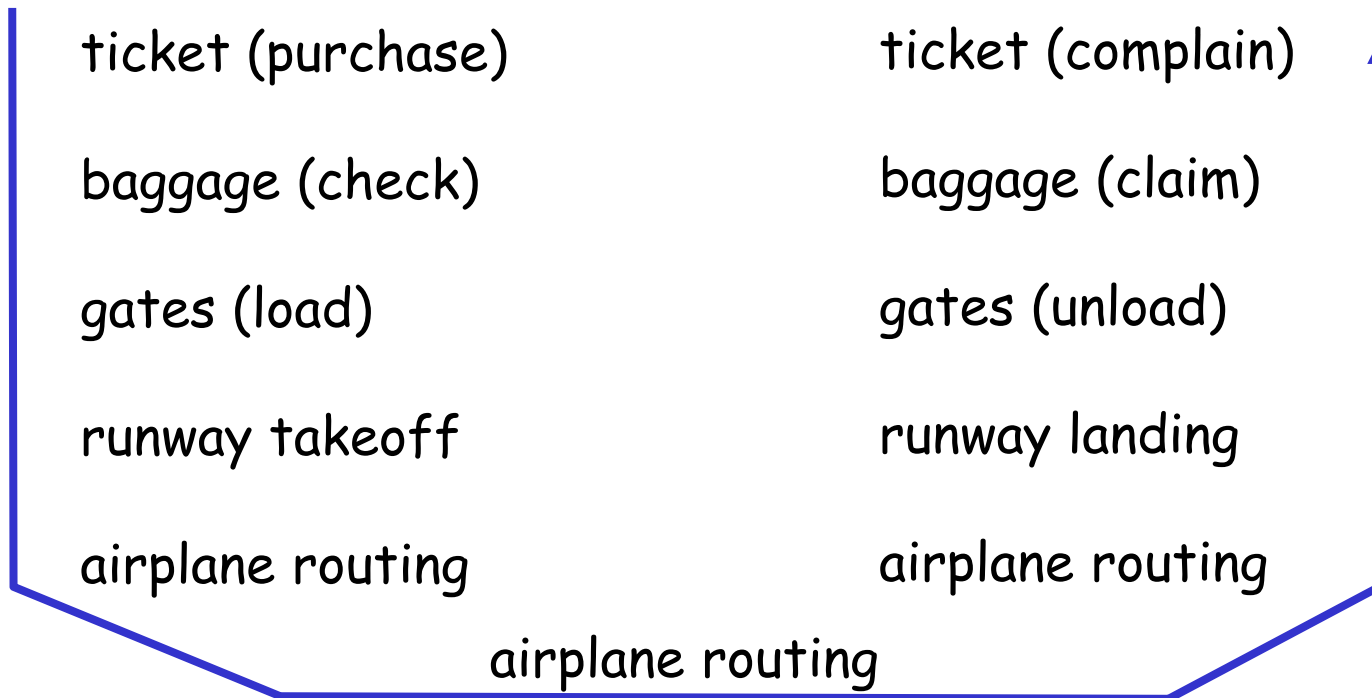 ticket (purchase)
baggage (check)
gates (load)
runway takeoff
airplane routing
ticket (complain)
baggage (claim)
gates (unload)
runway landing
airplane routing
airplane routing